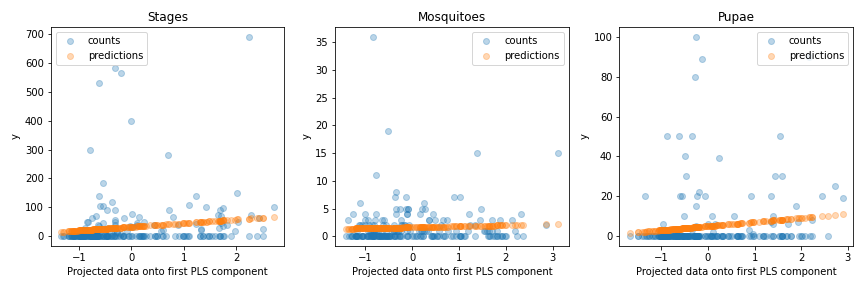 Stages
700
600
500
400
300
200
100
0
y
counts
predictions
−1
0
1
2
Projected data onto first PLS component
Mosquitoes
35
30
25
20
15
10
5
0
y
counts
predictions
−1
0
1
2
3
Projected data onto first PLS component
Pupae
100
80
60
40
20
0
y
counts
predictions
−1
0
1
2
3
Projected data onto first PLS component